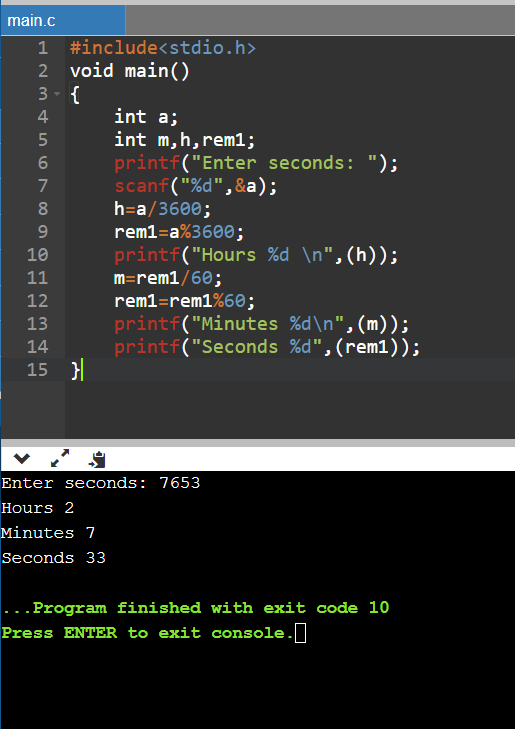 main.c
1 #include<stdio.h>
2 void main()
3 {
4 int a;
5 int m,h,rem1;
6 printf("Enter seconds: ");
7 scanf("%d",&a);
8 h=a/3600;
9 rem1=a%3600;
10 printf("Hours %d \n",(h));
11 m=rem1/60;
12 rem1=rem1%60;
13 printf("Minutes %d\n",(m));
14 printf("Seconds %d",(rem1));
15 }
Enter seconds: 7653
Hours 2
Minutes 7
Seconds 33
...Program finished with exit code 10
Press ENTER to exit console.